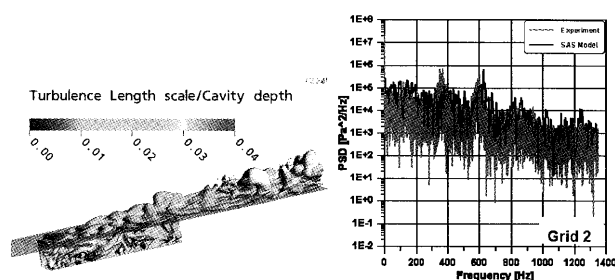 Turbulence Length scale/Cavity depth
0.00 0.01 0.02 0.03 0.04
Experiment
SAS Model
1E+8
1E+7
1E+6
1E+5
1E+4
1E+3
1E+2
1E+1
1E+0
1E-1
1E-2
PSD [Pa^2/Hz]
Grid 2
0 200 400 600 800 1000 1200 1400
Frequency [Hz]